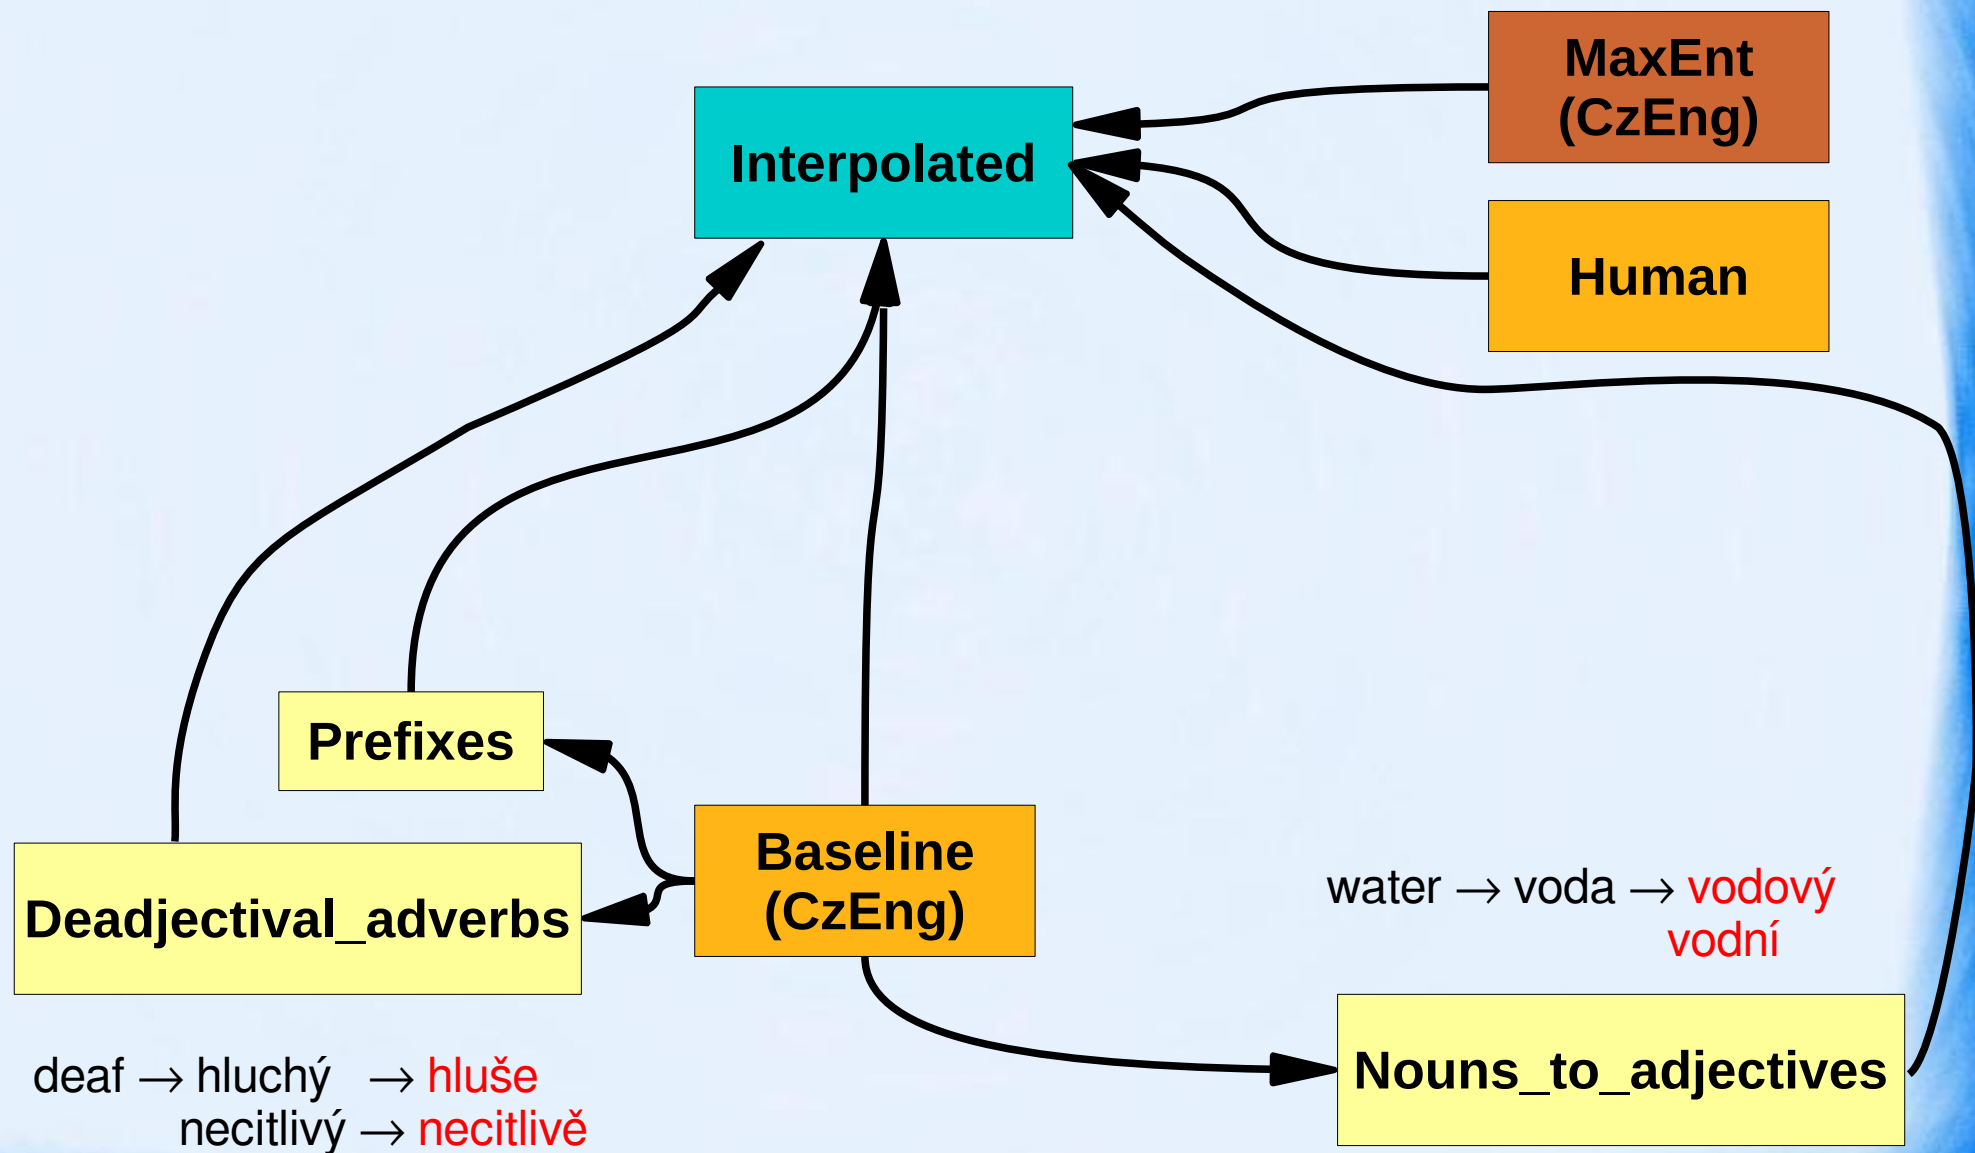 MaxEnt
(CzEng)
Interpolated
Human
Prefixes
Baseline
(CzEng)
Deadjectival_adverbs
water → voda → vodový
vodní
Nouns_to_adjectives
deaf → hluchý → hluše
necitlivý → necitlivě